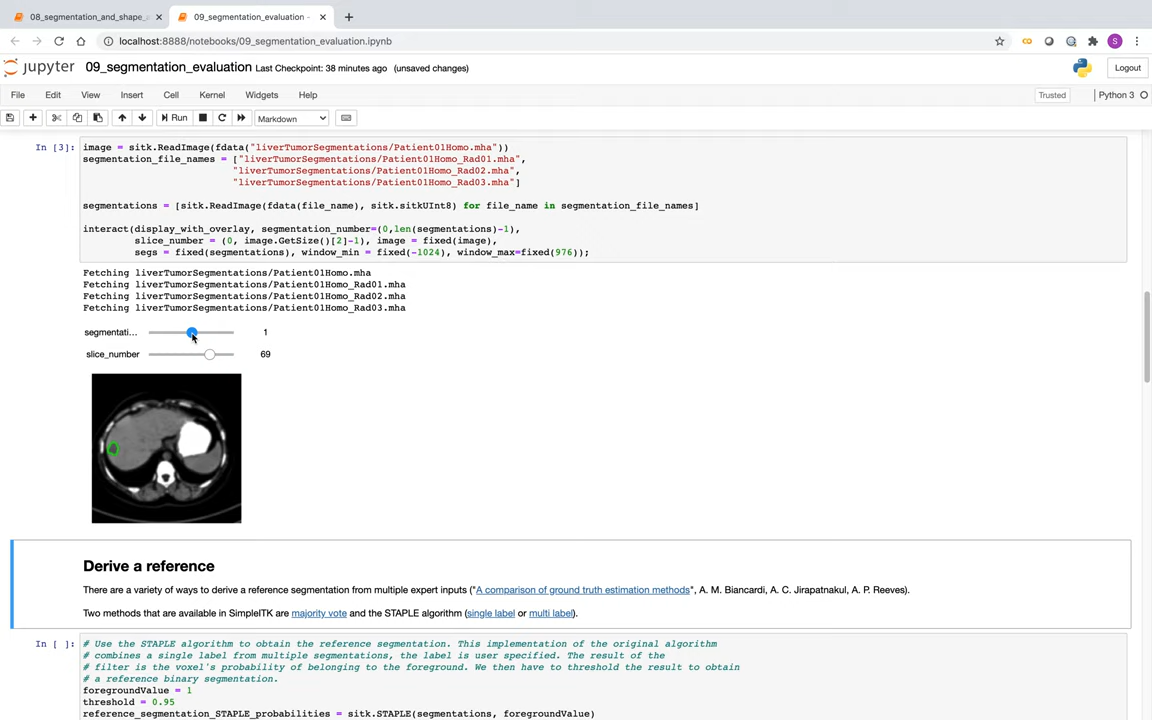 08_segmentation_and_shape_a
09_segmentation_evaluation -
localhost:8888/notebooks/09_segmentation_evaluation.ipynb
S
jupyter 09_segmentation_evaluation Last Checkpoint: 38 minutes ago (unsaved changes)
Logout
File Edit View Insert Cell Kernel Widgets Help
Trusted
Python 3
Run
Markdown
In [3]:
image = sitk.ReadImage(fdata("liverTumorSegmentations/Patient01Homo.mha"))
segmentation_file_names = ["liverTumorSegmentations/Patient01Homo_Rad01.mha",
"liverTumorSegmentations/Patient01Homo_Rad02.mha",
"liverTumorSegmentations/Patient01Homo_Rad03.mha"]
segmentations = [sitk.ReadImage(fdata(file_name), sitk.sitkUInt8) for file_name in segmentation_file_names]
interact(display_with_overlay, segmentation_number=(0,len(segmentations)-1),
slice_number = (0, image.GetSize()[2]-1), image = fixed(image),
segs = fixed(segmentations), window_min = fixed(-1024), window_max=fixed(976));
Fetching liverTumorSegmentations/Patient01Homo.mha
Fetching liverTumorSegmentations/Patient01Homo_Rad01.mha
Fetching liverTumorSegmentations/Patient01Homo_Rad02.mha
Fetching liverTumorSegmentations/Patient01Homo_Rad03.mha
segmentati... 1
slice_number 69
Derive a reference
There are a variety of ways to derive a reference segmentation from multiple expert inputs ("A comparison of ground truth estimation methods", A. M. Biancardi, A. C. Jirapatnakul, A. P. Reeves).
Two methods that are available in SimpleITK are majority vote and the STAPLE algorithm (single label or multi label).
In [ ]:
# Use the STAPLE algorithm to obtain the reference segmentation. This implementation of the original algorithm
# combines a single label from multiple segmentations, the label is user specified. The result of the
# filter is the voxel's probability of belonging to the foreground. We then have to threshold the result to obtain
# a reference binary segmentation.
foregroundValue = 1
threshold = 0.95
reference_segmentation_STAPLE_probabilities = sitk.STAPLE(segmentations, foregroundValue)